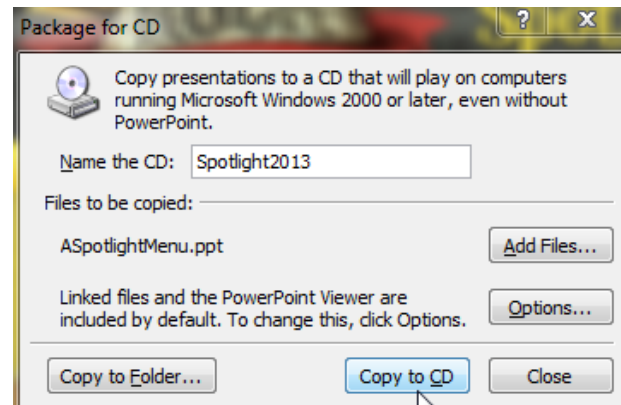 Package for CD
? X
Copy presentations to a CD that will play on computers
running Microsoft Windows 2000 or later, even without
PowerPoint.
Name the CD: Spotlight2013
Files to be copied:
ASpotlightMenu.ppt Add Files...
Linked files and the PowerPoint Viewer are
included by default. To change this, click Options. Options...
Copy to Folder... Copy to CD Close